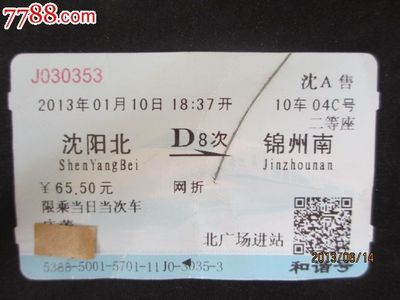 7788.com
J030353
沈A售
2013年01月10日 18:37开
10车 04C号
二等座
沈阳北
D8次
锦州南
ShenYangBei
Jinzhounan
￥65.50元
网折
限乘当日当次车
北广场进站
5388-5001-5701-11J0-3035-3
和谐号
2013/03/14